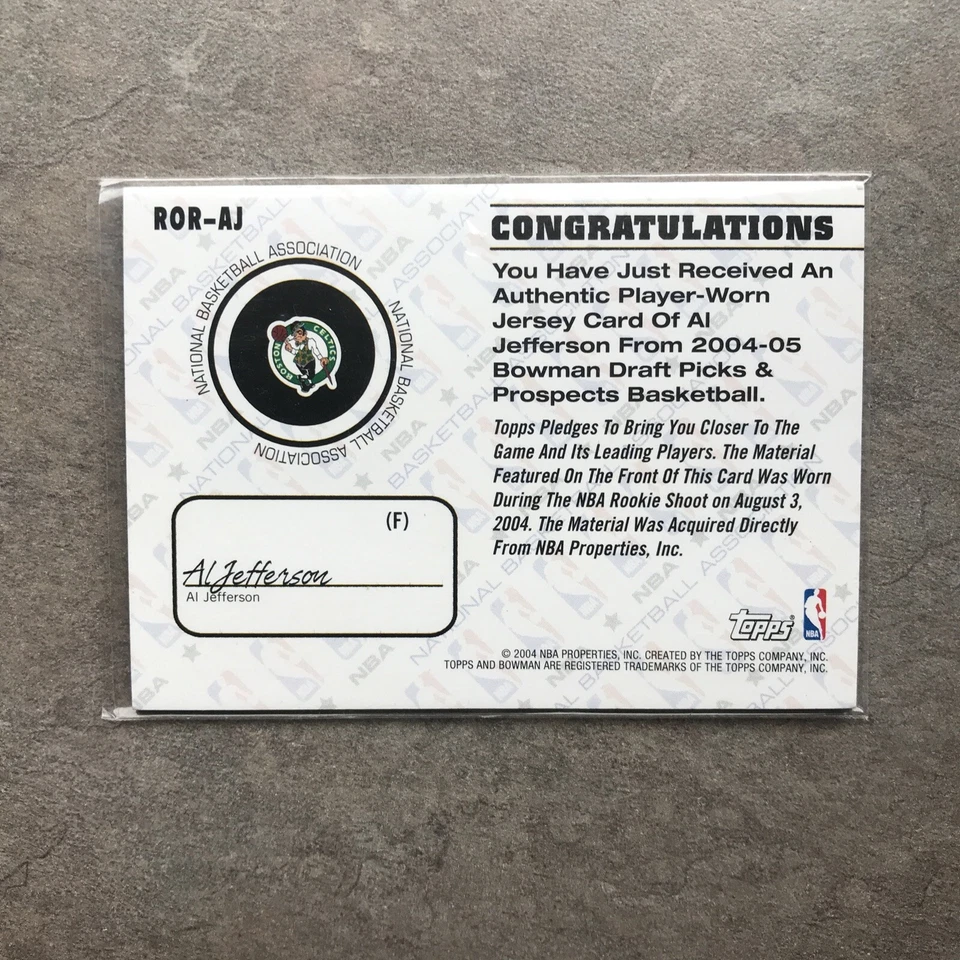 ROR-AJ
NATIONAL BASKETBALL ASSOCIATION
NATIONAL BASKETBALL ASSOCIATION
BOSTON CELTICS
(F)
Al Jefferson
Al Jefferson
CONGRATULATIONS
You Have Just Received An
Authentic Player-Worn
Jersey Card Of Al
Jefferson From 2004-05
Bowman Draft Picks &
Prospects Basketball.
Topps Pledges To Bring You Closer To The
Game And Its Leading Players. The Material
Featured On The Front Of This Card Was Worn
During The NBA Rookie Shoot on August 3,
2004. The Material Was Acquired Directly
From NBA Properties, Inc.
Topps®
NBA
© 2004 NBA PROPERTIES, INC. CREATED BY THE TOPPS COMPANY, INC.
TOPPS AND BOWMAN ARE REGISTERED TRADEMARKS OF THE TOPPS COMPANY, INC.